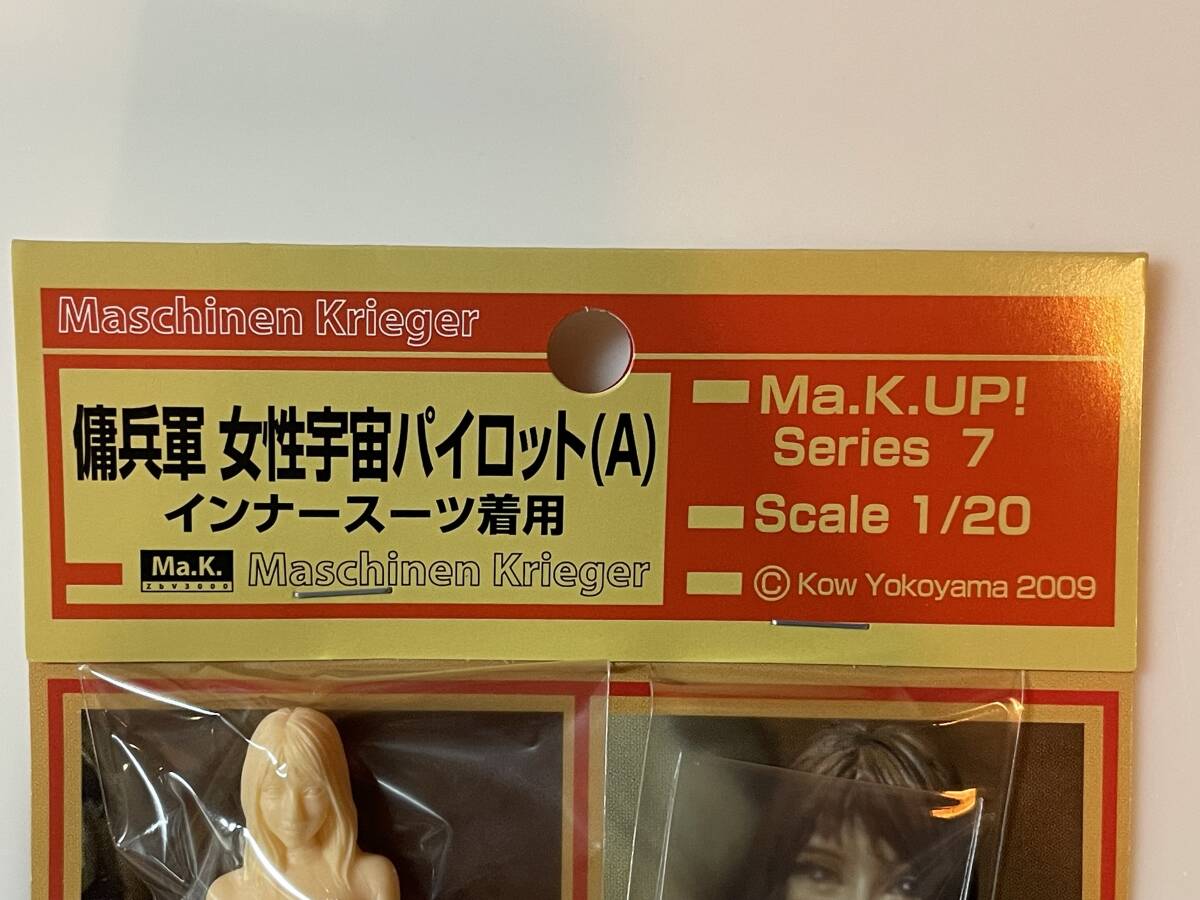 Maschinen Krieger
傭兵軍 女性宇宙パイロット(A)
インナースーツ着用
Ma.K.
ZbV3000
Maschinen Krieger
Ma.K.UP!
Series 7
Scale 1/20
© Kow Yokoyama 2009